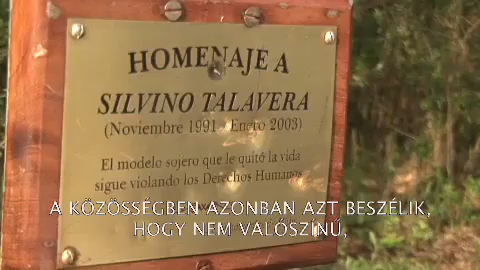 HOMENAJE A
SILVINO TALAVERA
(Noviembre 1991 - Enero 2003)
El modelo sojero que le quitó la vida
sigue violando los Derechos Humanos
A KÖZÖSSÉGBEN AZONBAN AZT BESZÉLIK,
HOGY NEM VALÓSZÍNŰ,